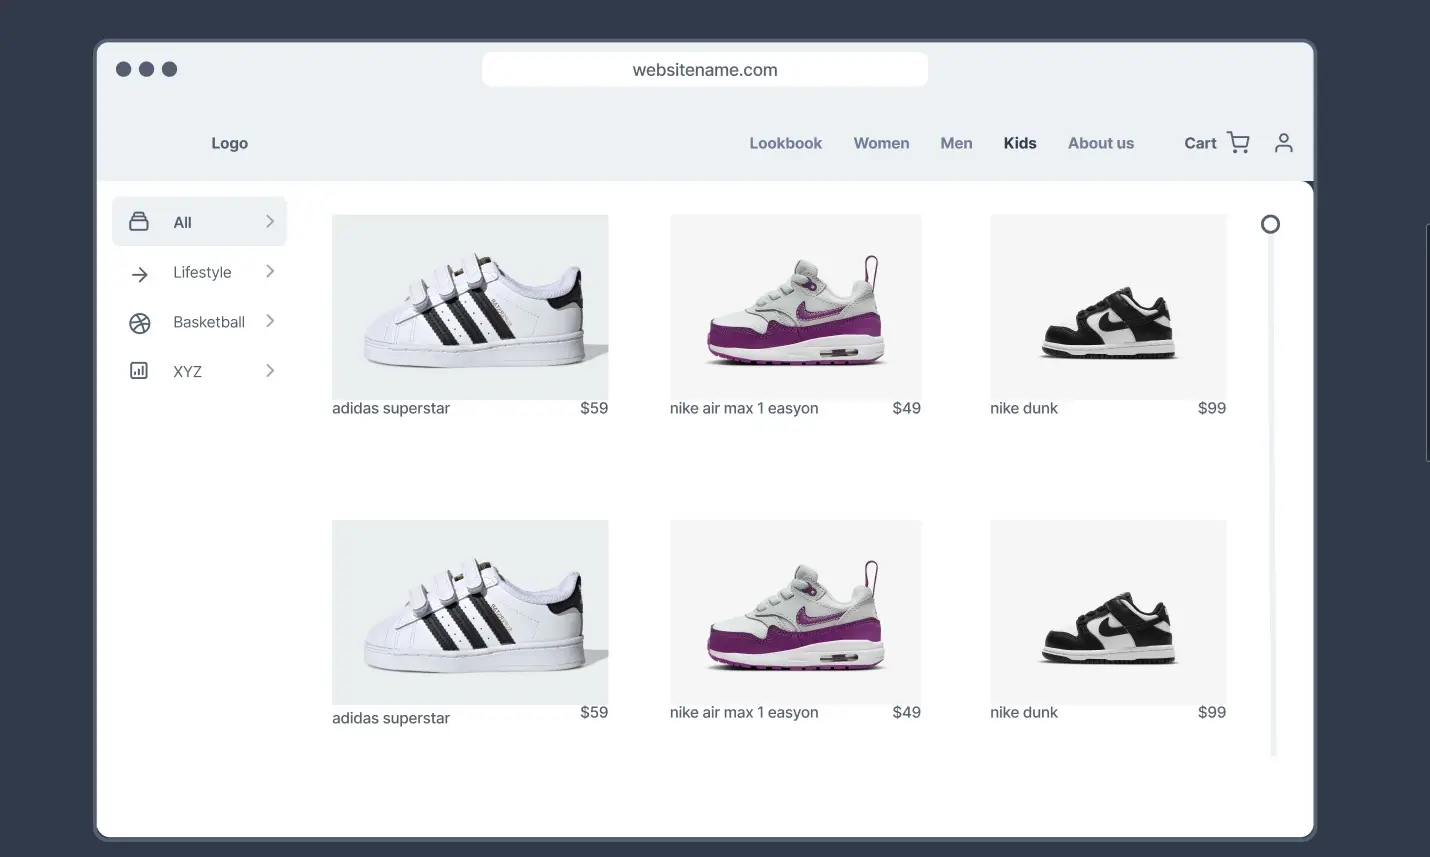 websitename.com
Logo
Lookbook Women Men Kids About us Cart
All
Lifestyle
Basketball
XYZ
adidas superstar $59 nike air max 1 easyon $49 nike dunk $99
adidas superstar $59 nike air max 1 easyon $49 nike dunk $99